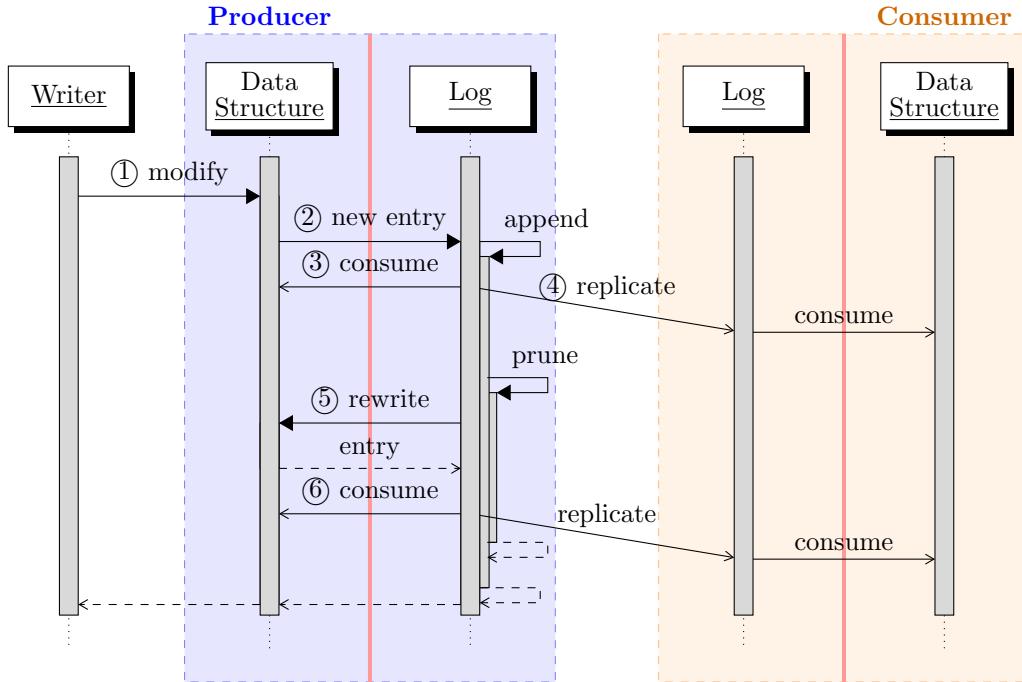 Producer
Consumer
Writer
Data
Structure
Log
Log
Data
Structure
① modify
② new entry
append
③ consume
④ replicate
consume
prune
⑤ rewrite
entry
⑥ consume
replicate
consume